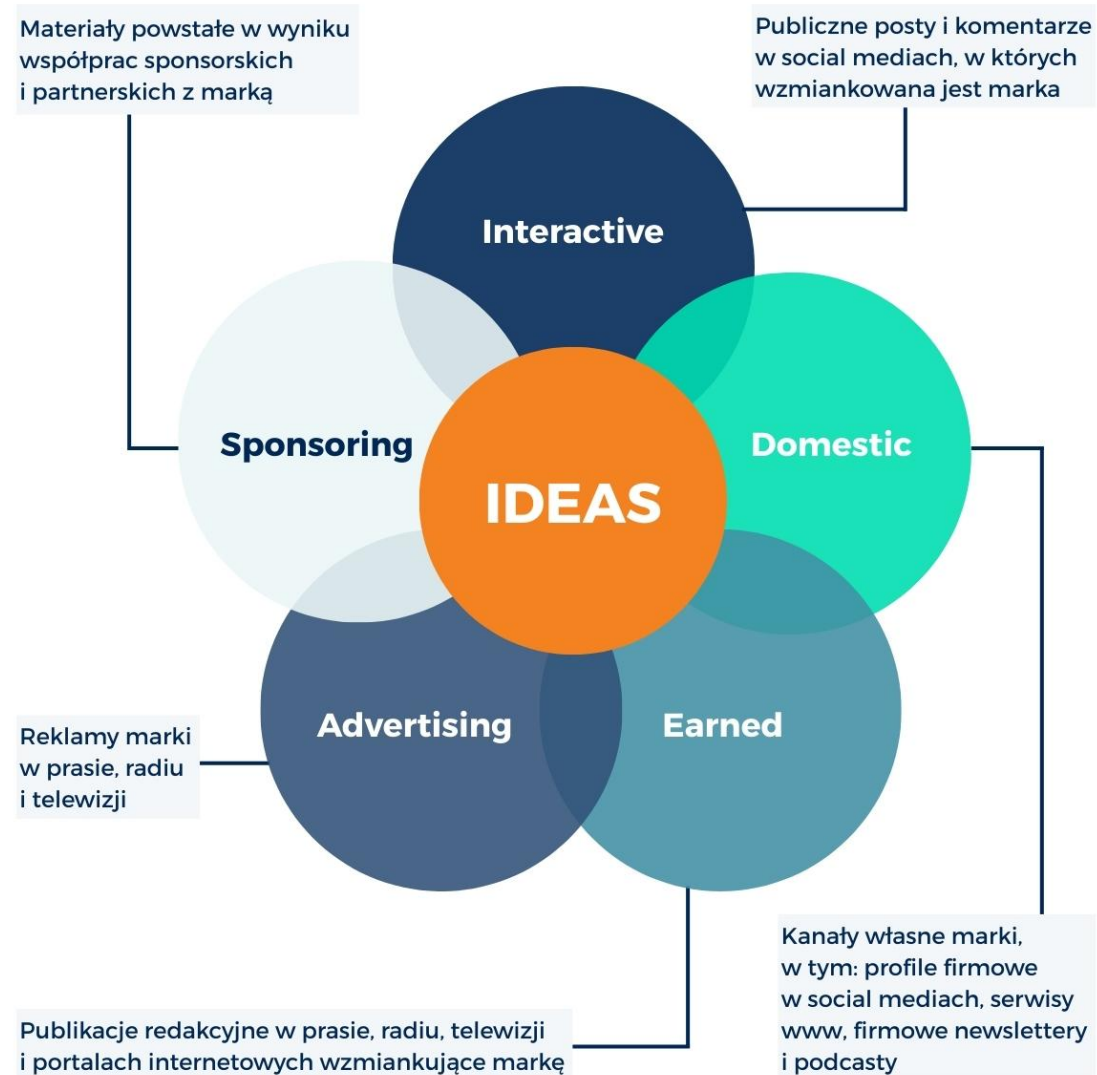 Materiały powstałe w wyniku
współprac sponsorskich
i partnerskich z marką
Publiczne posty i komentarze
w social mediach, w których
wzmiankowana jest marka
Interactive
Sponsoring
Domestic
IDEAS
Advertising
Earned
Reklamy marki
w prasie, radiu
i telewizji
Kanały własne marki,
w tym: profile firmowe
w social mediach, serwisy
www, firmowe newslettery
i podcasty
Publikacje redakcyjne w prasie, radiu, telewizji
i portalach internetowych wzmiankujące markę